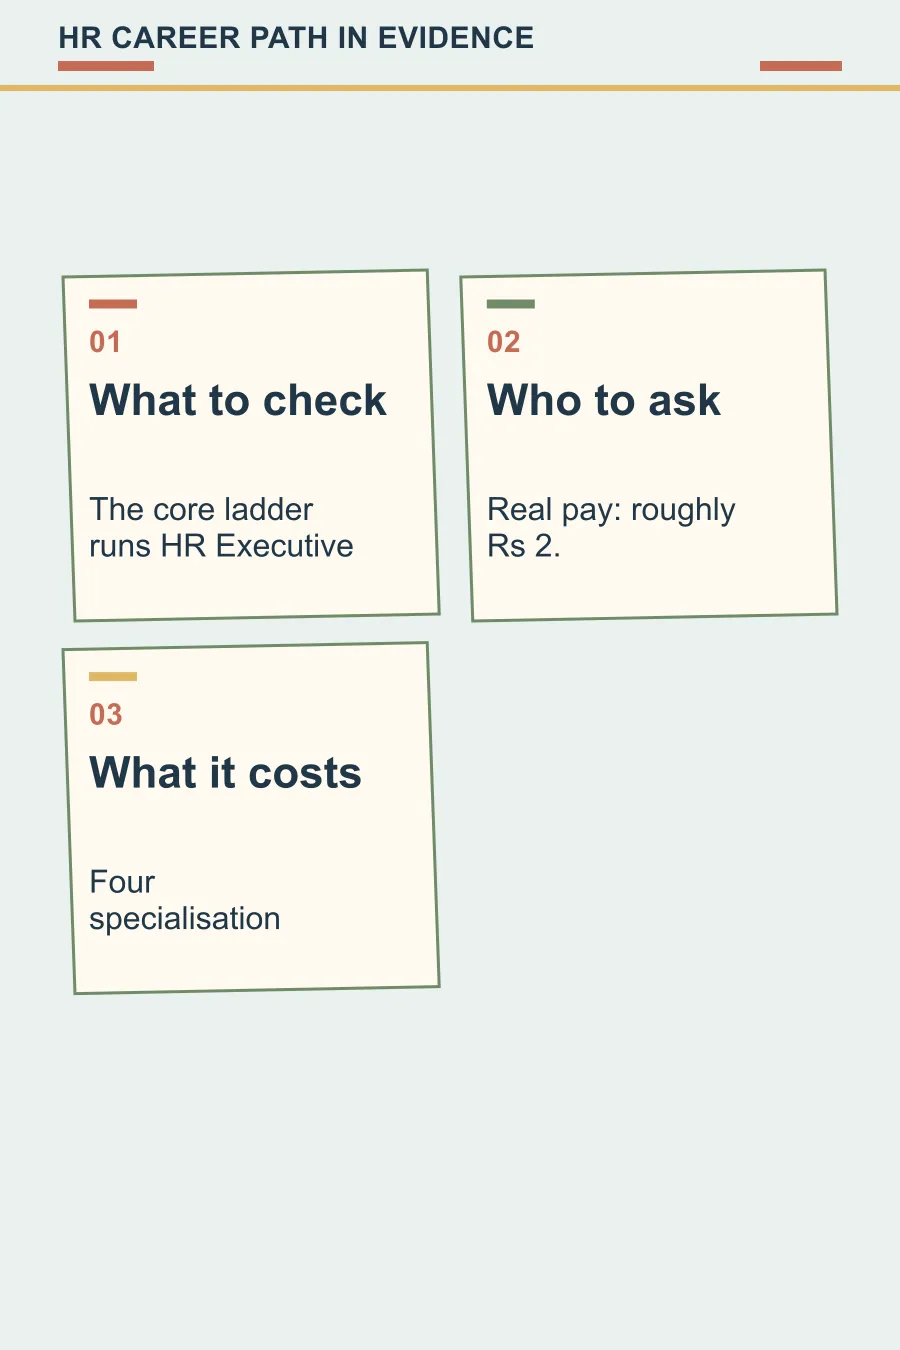 HR CAREER PATH IN EVIDENCE
01
What to check
The core ladder
runs HR Executive
02
Who to ask
Real pay: roughly
Rs 2.
03
What it costs
Four
specialisation